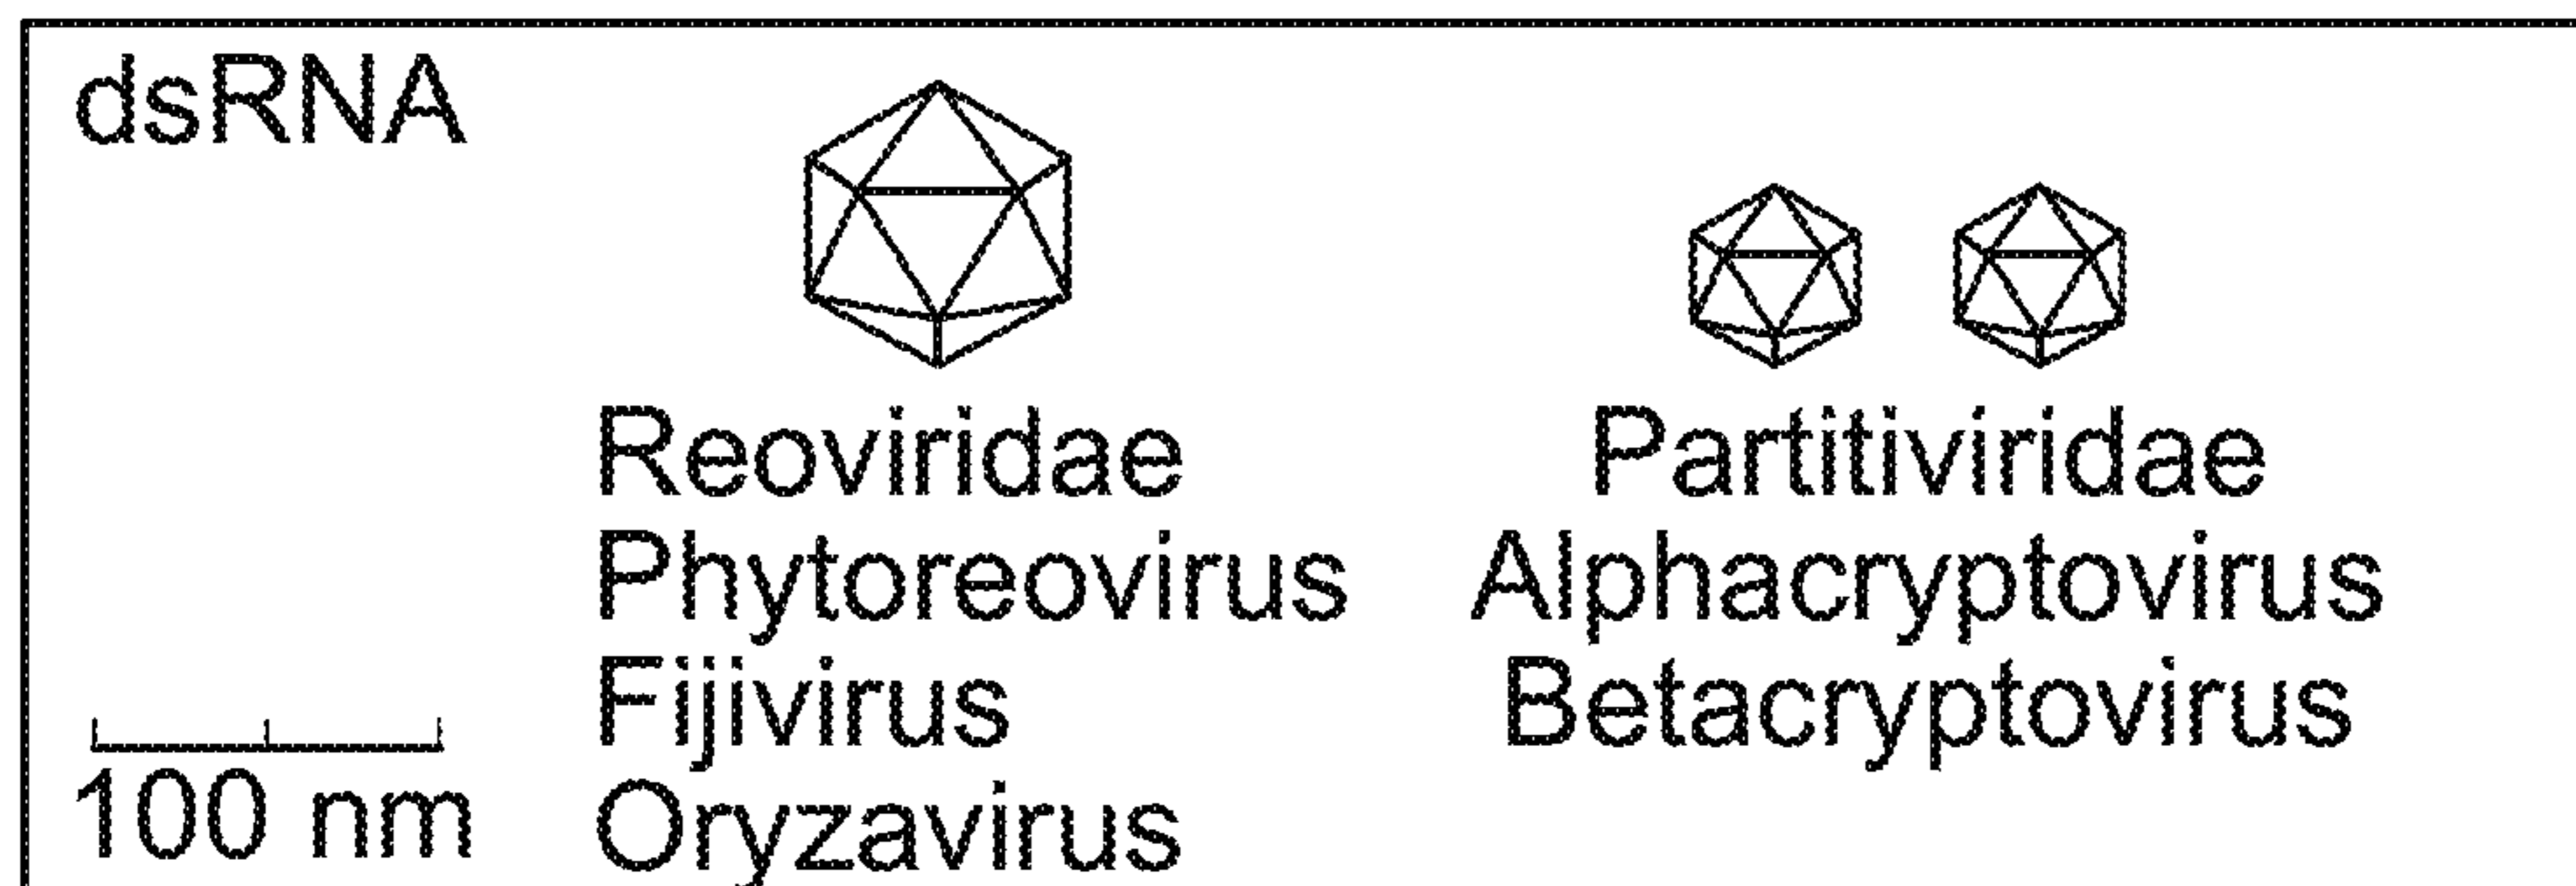 dsRNA
Reoviridae
Phytoreovirus
Fijivirus
Oryzavirus
Partitiviridae
Alphacryptovirus
Betacryptovirus
100 nm